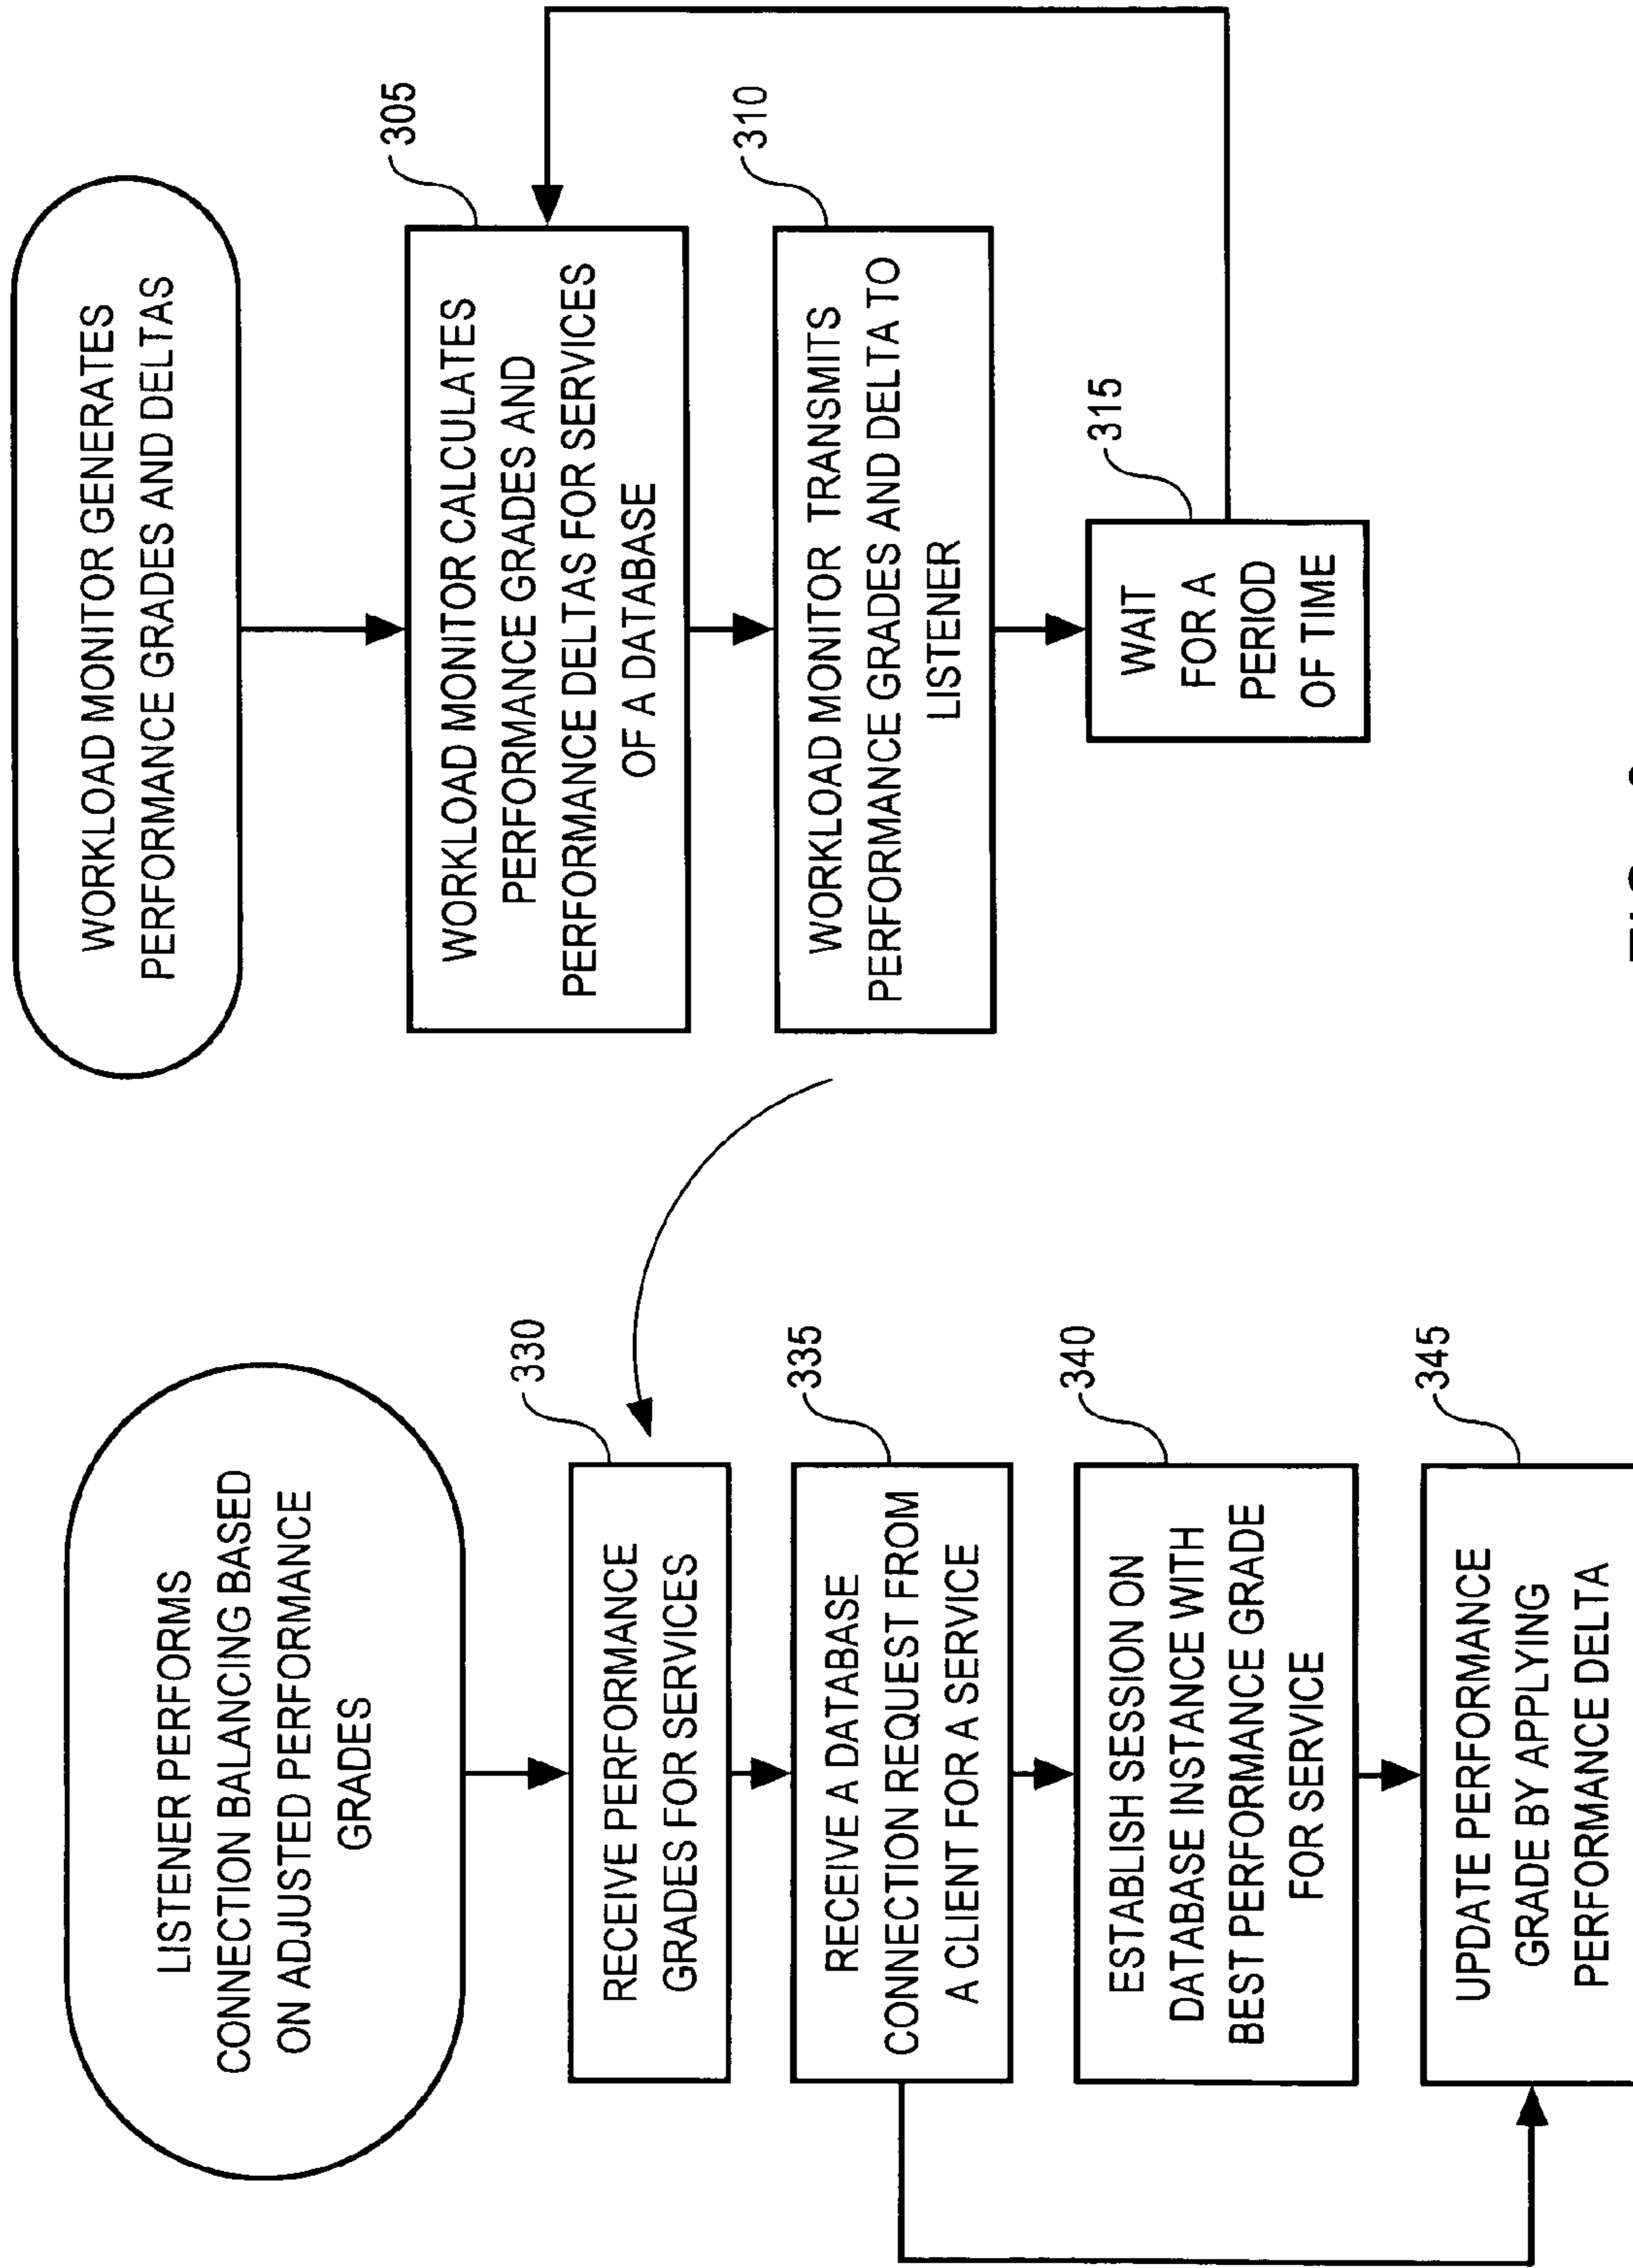 LISTENER PERFORMS
CONNECTION BALANCING BASED
ON ADJUSTED PERFORMANCE
GRADES
330
RECEIVE PERFORMANCE
GRADES FOR SERVICES
335
RECEIVE A DATABASE
CONNECTION REQUEST FROM
A CLIENT FOR A SERVICE
340
ESTABLISH SESSION ON
DATABASE INSTANCE WITH
BEST PERFORMANCE GRADE
FOR SERVICE
345
UPDATE PERFORMANCE
GRADE BY APPLYING
PERFORMANCE DELTA
WORKLOAD MONITOR GENERATES
PERFORMANCE GRADES AND DELTAS
305
WORKLOAD MONITOR CALCULATES
PERFORMANCE GRADES AND
PERFORMANCE DELTAS FOR SERVICES
OF A DATABASE
310
WORKLOAD MONITOR TRANSMITS
PERFORMANCE GRADES AND DELTA TO
LISTENER
315
WAIT
FOR A
PERIOD
OF TIME